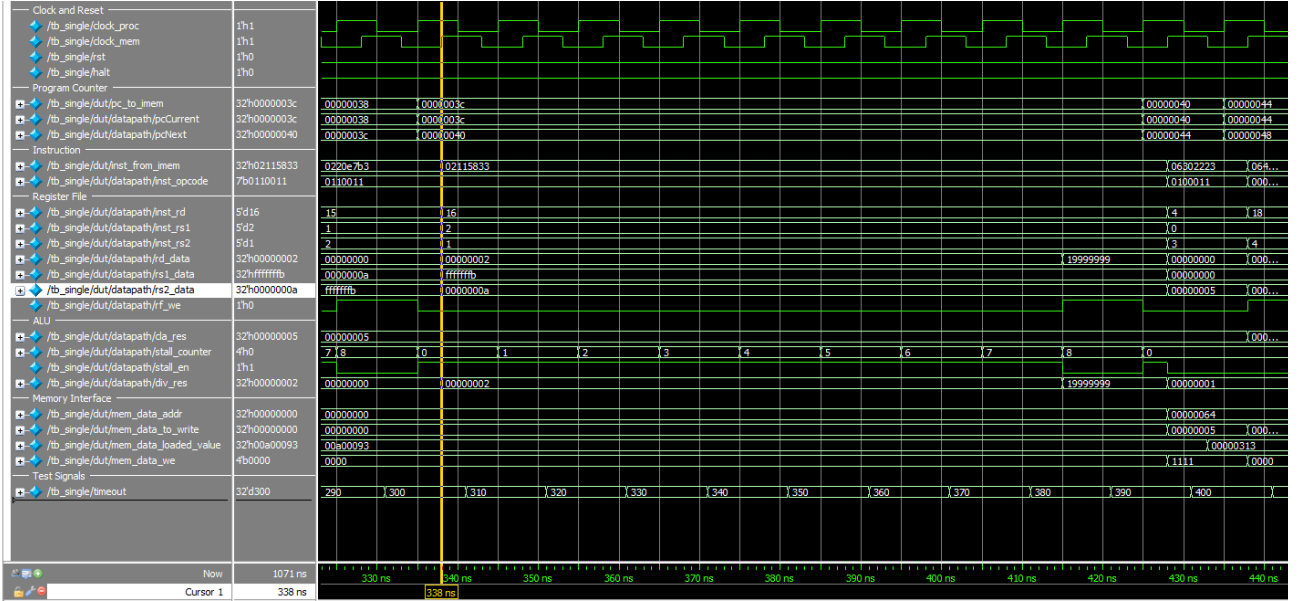 Clock and Reset
/tb_single/clock_proc 1'h1
/tb_single/clock_mem 1'h1
/tb_single/rst 1'h0
/tb_single/halt 1'h0
Program Counter
/tb_single/dut/pc_to_imem 32'h0000003c 00000038 0000003c 00000040 00000044
/tb_single/dut/datapath/pcCurrent 32'h0000003c 00000038 0000003c 00000040 00000044
/tb_single/dut/datapath/pcNext 32'h00000040 0000003c 00000040 00000044 00000048
Instruction
/tb_single/dut/inst_from_imem 32'h02115833 0220e7b3 02115833 06302223 064...
/tb_single/dut/datapath/inst_opcode 7'b0110011 0110011 0100011 000...
Register File
/tb_single/dut/datapath/inst_rd 5'd16 15 16 4 18
/tb_single/dut/datapath/inst_rs1 5'd2 1 2 0
/tb_single/dut/datapath/inst_rs2 5'd1 2 1 3 4
/tb_single/dut/datapath/rd_data 32'h00000002 00000000 00000002 19999999 00000000 000...
/tb_single/dut/datapath/rs1_data 32'hfffffffb 0000000a fffffffb 00000000
/tb_single/dut/datapath/rs2_data 32'h0000000a fffffffb 0000000a 00000005 000...
/tb_single/dut/datapath/rf_we 1'h0
ALU
/tb_single/dut/datapath/cla_res 32'h00000005 00000005 000...
/tb_single/dut/datapath/stall_counter 4'h0 7 8 0 1 2 3 4 5 6 7 8 0
/tb_single/dut/datapath/stall_en 1'h1
/tb_single/dut/datapath/div_res 32'h00000002 00000000 00000002 19999999 00000001
Memory Interface
/tb_single/dut/mem_data_addr 32'h00000000 00000000 00000064
/tb_single/dut/mem_data_to_write 32'h00000000 00000000 00000005 000...
/tb_single/dut/mem_data_loaded_value 32'h00a00093 00a00093 00000313
/tb_single/dut/mem_data_we 4'b0000 0000 1111 0000
Test Signals
/tb_single/timeout 32'd300 290 300 310 320 330 340 350 360 370 380 390 400
Now 1071 ns 330 ns 340 ns 350 ns 360 ns 370 ns 380 ns 390 ns 400 ns 410 ns 420 ns 430 ns 440 ns
Cursor 1 338 ns 338 ns